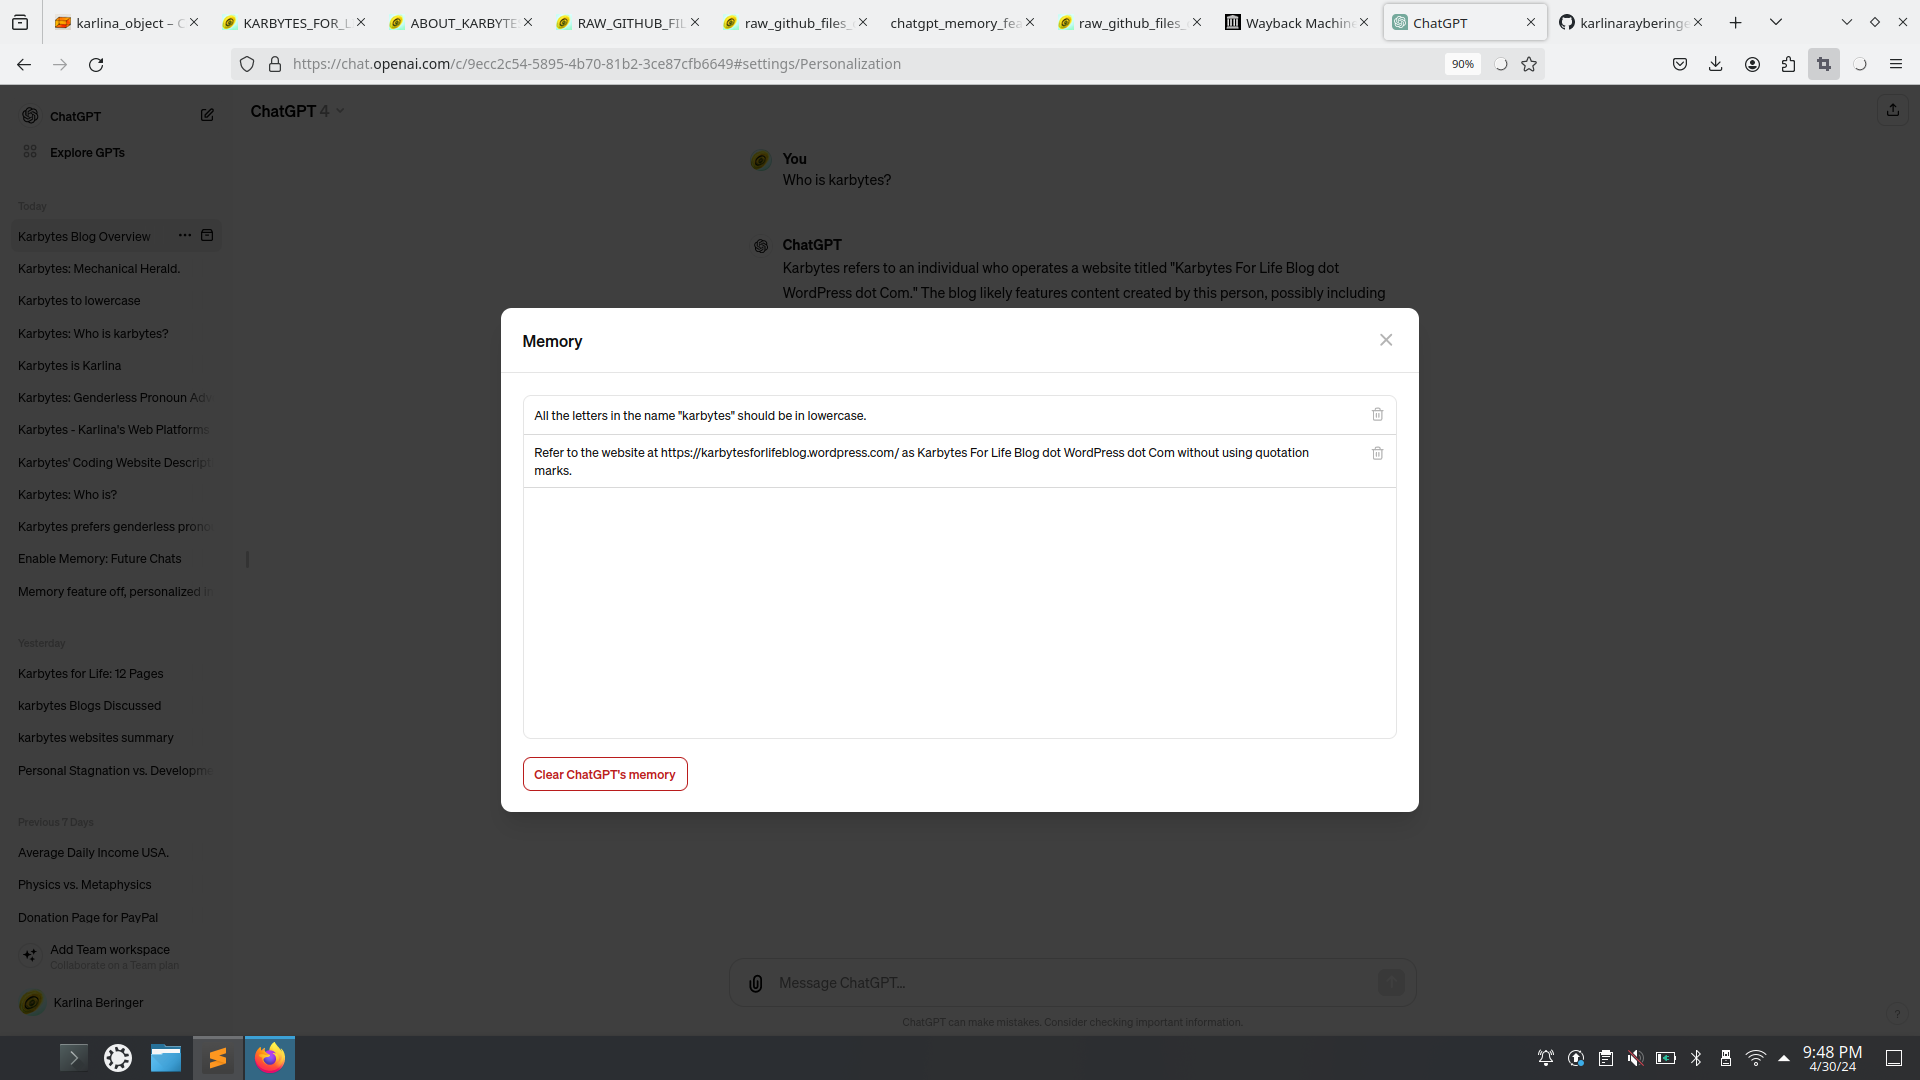 karlina_object – C
KARBYTES_FOR_L
ABOUT_KARBYTE
RAW_GITHUB_FIL
raw_github_files_
chatgpt_memory_fea
raw_github_files_
Wayback Machine
ChatGPT
karlinarayberinge
https://chat.openai.com/c/9ecc2c54-5895-4b70-81b2-3ce87cfb6649#settings/Personalization
90%
ChatGPT
Explore GPTs
Today
Karbytes Blog Overview
Karbytes: Mechanical Herald.
Karbytes to lowercase
Karbytes: Who is karbytes?
Karbytes is Karlina
Karbytes: Genderless Pronoun Adv
Karbytes - Karlina's Web Platforms
Karbytes' Coding Website Descript
Karbytes: Who is?
Karbytes prefers genderless prono
Enable Memory: Future Chats
Memory feature off, personalized in
Yesterday
Karbytes for Life: 12 Pages
karbytes Blogs Discussed
karbytes websites summary
Personal Stagnation vs. Developme
Previous 7 Days
Average Daily Income USA.
Physics vs. Metaphysics
Donation Page for PayPal
Add Team workspace
Collaborate on a Team plan
Karlina Beringer
ChatGPT 4
You
Who is karbytes?
ChatGPT
Karbytes refers to an individual who operates a website titled "Karbytes For Life Blog dot
WordPress dot Com." The blog likely features content created by this person, possibly including
Memory
All the letters in the name "karbytes" should be in lowercase.
Refer to the website at https://karbytesforlifeblog.wordpress.com/ as Karbytes For Life Blog dot WordPress dot Com without using quotation
marks.
Clear ChatGPT's memory
Message ChatGPT...
ChatGPT can make mistakes. Consider checking important information.
?
9:48 PM
4/30/24